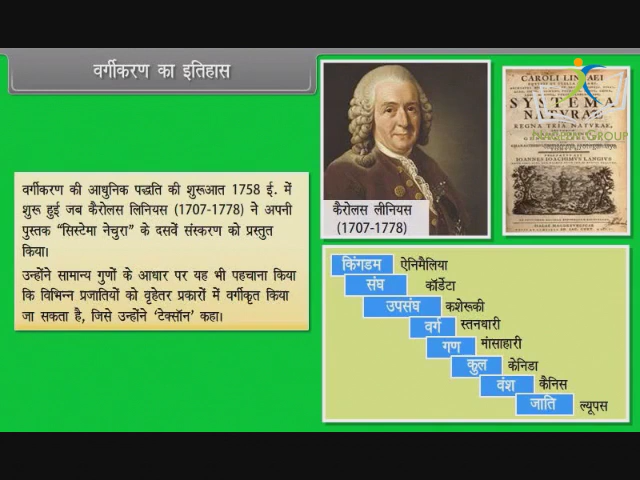 वर्गीकरण का इतिहास
वर्गीकरण की आधुनिक पद्धति की शुरूआत 1758 ई. में
शुरू हुई जब कैरोलस लिनियस (1707-1778) ने अपनी
पुस्तक “सिस्टेमा नेचुरा” के दसवें संस्करण को प्रस्तुत
किया।
उन्होंने सामान्य गुणों के आधार पर यह भी पहचाना किया
कि विभिन्न प्रजातियों को वृहेतर प्रकारों में वर्गीकृत किया
जा सकता है, जिसे उन्होंने ‘टेक्सॉन’ कहा।
कैरोलस लीनियस
(1707-1778)
CAROLI LINNAEI
SYSTEMA
NATURAE
REGNA TRIA NATURAE,
किंगडम ऐनिमैलिया
संघ कॉर्डेटा
उपसंघ कशेरूकी
वर्ग स्तनधारी
गण मांसाहारी
कुल केनिडा
वंश कैनिस
जाति ल्यूपस